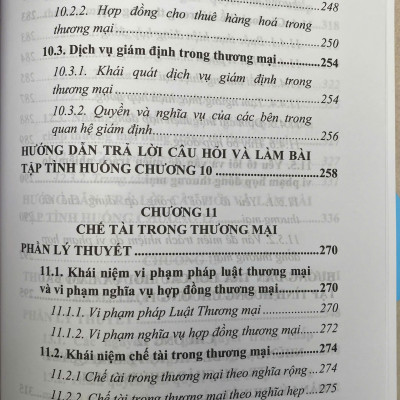 248
10.2.2. Hợp đồng cho thuê hàng hoá trong
thương mại 250
10.3. Dịch vụ giám định trong thương mại 254
10.3.1. Khái quát dịch vụ giám định trong
thương mại 254
10.3.2. Quyền và nghĩa vụ của các bên trong
quan hệ giám định 256
HƯỚNG DẪN TRẢ LỜI CÂU HỎI VÀ LÀM BÀI
TẬP TÌNH HUỐNG CHƯƠNG 10 258
CHƯƠNG 11
CHẾ TÀI TRONG THƯƠNG MẠI
PHẦN LÝ THUYẾT 270
11.1. Khái niệm vi phạm pháp luật thương mại
và vi phạm nghĩa vụ hợp đồng thương mại 270
11.1.1. Vi phạm pháp Luật Thương mại 270
11.1.2. Vi phạm nghĩa vụ hợp đồng thương mại 272
11.2. Khái niệm chế tài trong thương mại 274
11.2.1 Chế tài trong thương mại theo nghĩa rộng 274
11.2.2. Chế tài trong thương mại theo nghĩa hẹp 275